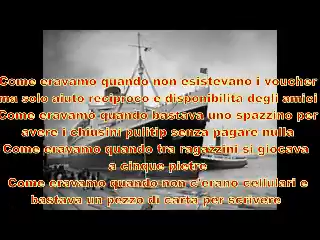 Come eravamo quando non esistevano i voucher
ma solo aiuto reciproco e disponibilità degli amici
Come eravamo quando bastava uno spazzino per
avere i chiusini pulitip senza pagare nulla
Come eravamo quando tra ragazzini si giocava
a cinque pietre
Come eravamo quando non c'erano cellulari e
bastava un pezzo di carta per scrivere